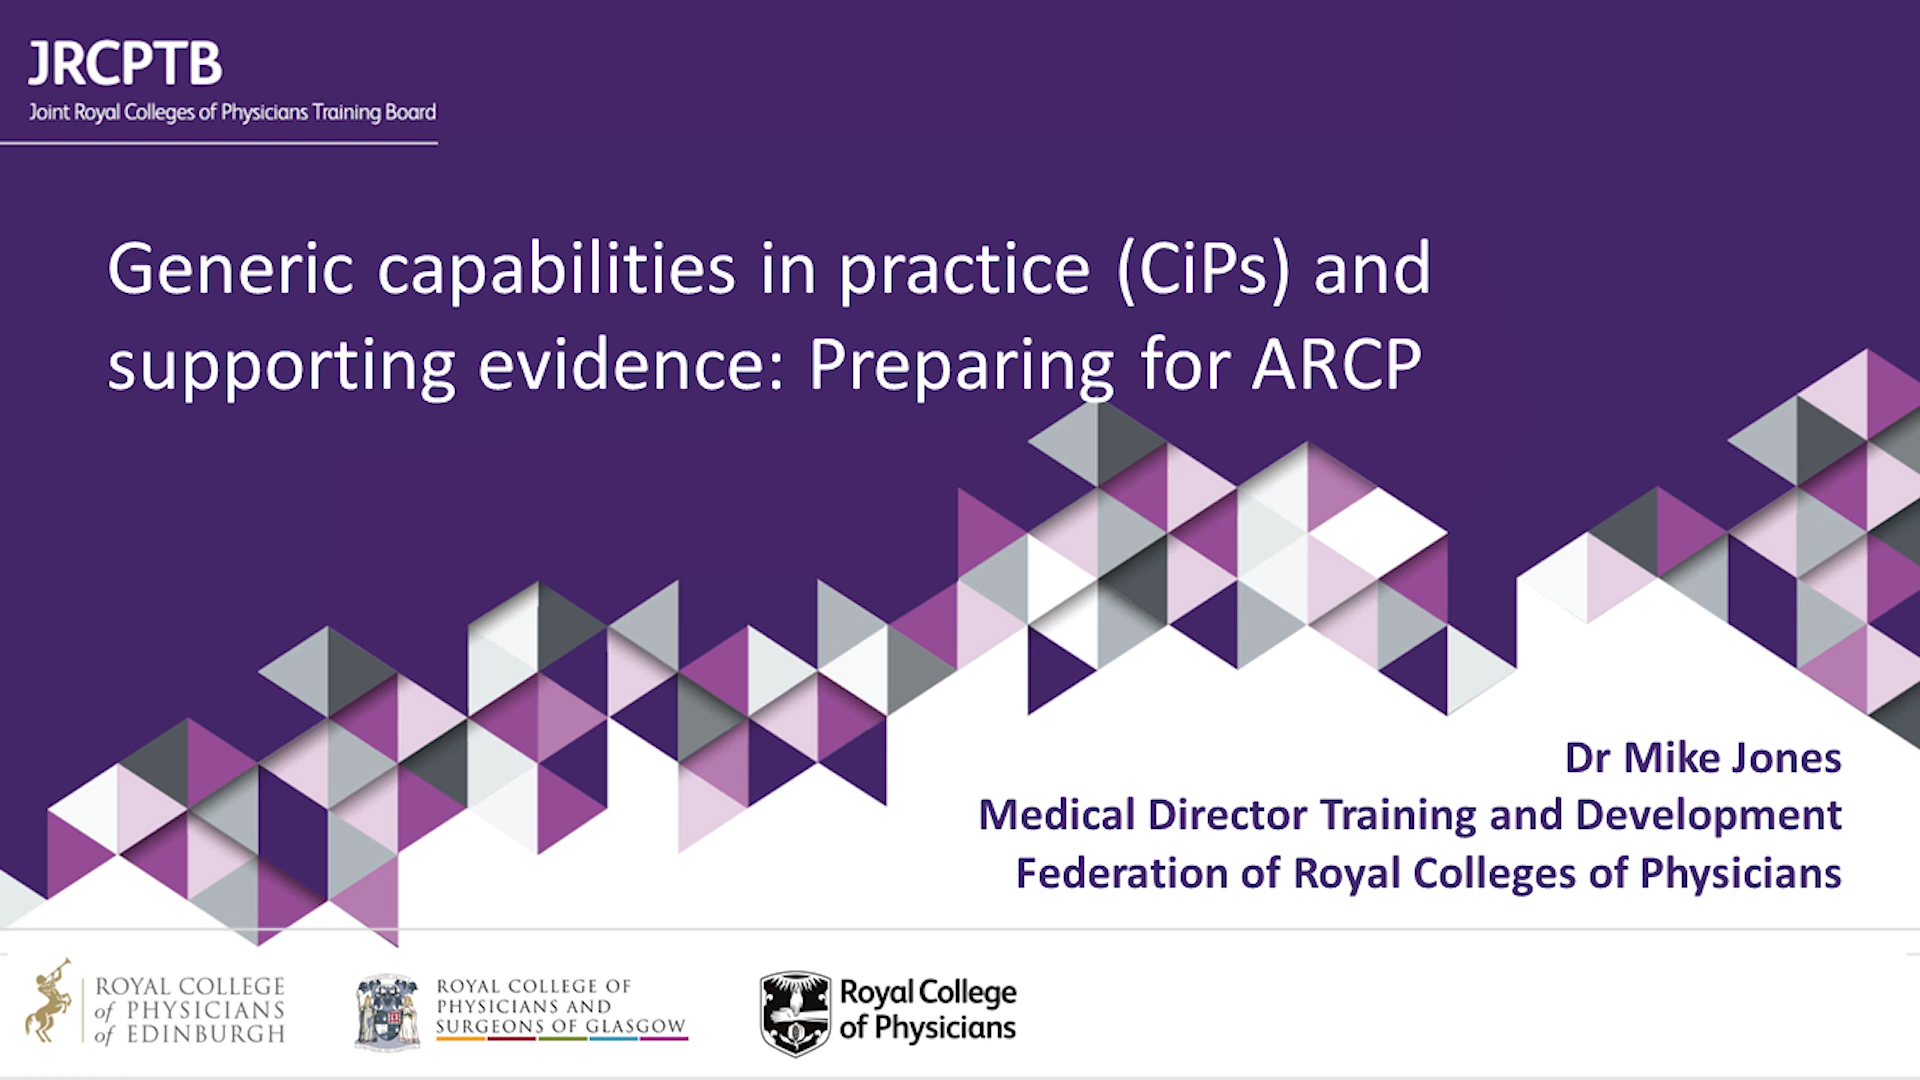 JRCPTB
Joint Royal Colleges of Physicians Training Board
Generic capabilities in practice (CiPs) and
supporting evidence: Preparing for ARCP
Dr Mike Jones
Medical Director Training and Development
Federation of Royal Colleges of Physicians
ROYAL COLLEGE
of PHYSICIANS
of EDINBURGH
ROYAL COLLEGE OF
PHYSICIANS AND
SURGEONS OF GLASGOW
Royal College
of Physicians